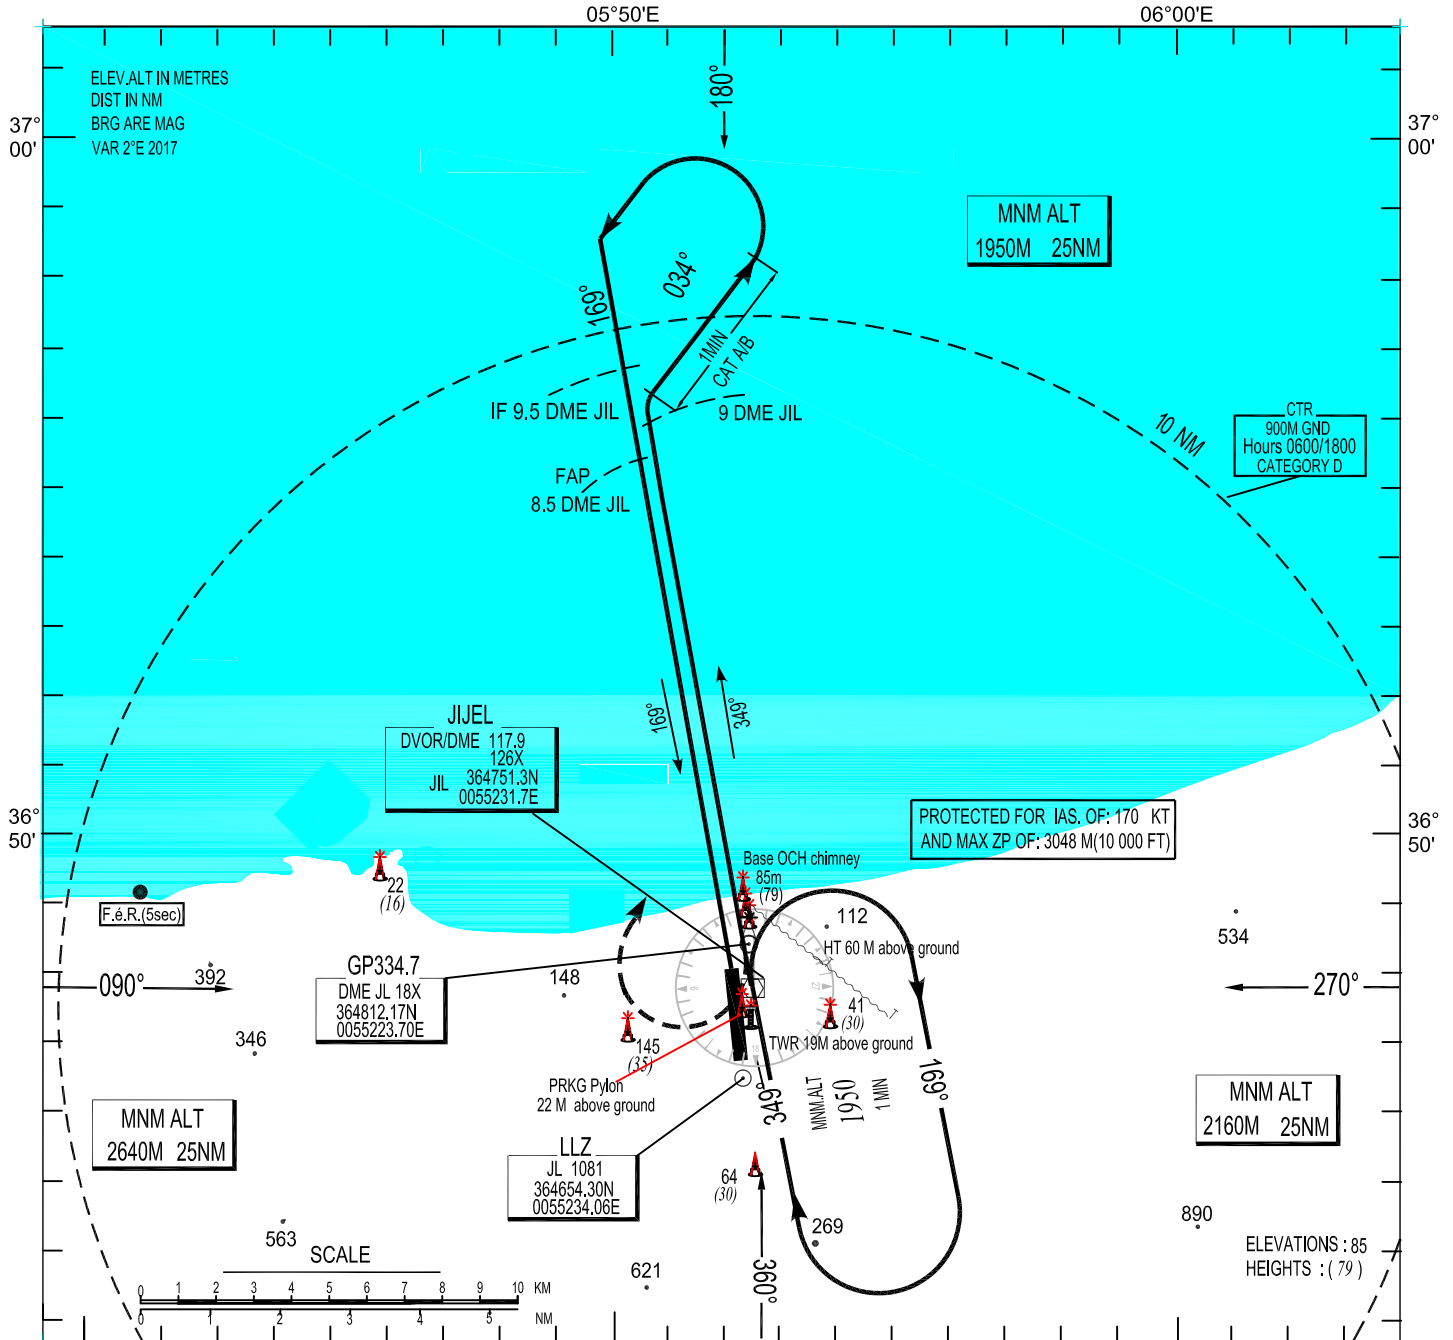 05°50'E
06°00'E
ELEV.ALT IN METRES
DIST IN NM
BRG ARE MAG
VAR 2°E 2017
37°
00'
37°
00'
180°
MNM ALT
1950M 25NM
034°
169°
1MIN
CAT A/B
IF 9.5 DME JIL
9 DME JIL
10 NM
CTR
900M GND
Hours 0600/1800
CATEGORY D
FAP
8.5 DME JIL
169°
349°
JIJEL
DVOR/DME 117.9
126X
JIL 364751.3N
0055231.7E
36°
50'
36°
50'
PROTECTED FOR IAS. OF: 170 KT
AND MAX ZP OF: 3048 M(10 000 FT)
Base OCH chimney
85m
(79)
22
(16)
F.é.R.(5sec)
112
534
HT 60 M above ground
GP334.7
DME JL 18X
364812.17N
0055223.70E
392
148
090°
270°
41
(30)
346
145
(35)
TWR 19M above ground
PRKG Pylon
22 M above ground
349°
MNM.ALT
1950
1 MIN
169°
MNM ALT
2640M 25NM
MNM ALT
2160M 25NM
LLZ
JL 1081
364654.30N
0055234.06E
64
(30)
269
890
563
621
360°
ELEVATIONS : 85
HEIGHTS : ( 79 )
SCALE
0 1 2 3 4 5 6 7 8 9 10 KM
0 1 2 3 4 5 NM